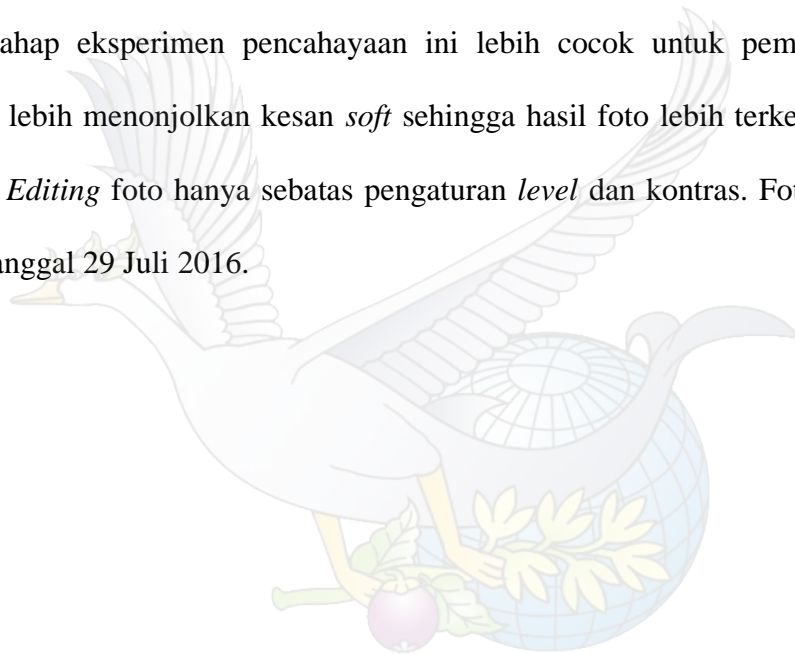 ahap eksperimen pencahayaan ini lebih cocok untuk pem
lebih menonjolkan kesan soft sehingga hasil foto lebih terke
Editing foto hanya sebatas pengaturan level dan kontras. Fot
anggal 29 Juli 2016.